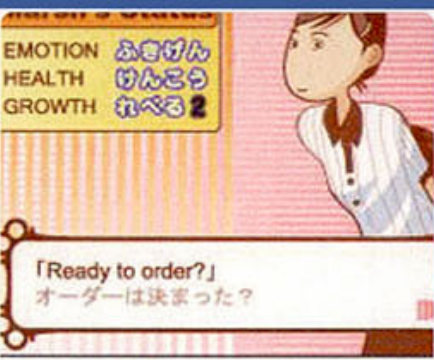 's Status
EMOTION ふきげん
HEALTH けんこう
GROWTH れべる2
「Ready to order?」
オーダーは決まった？